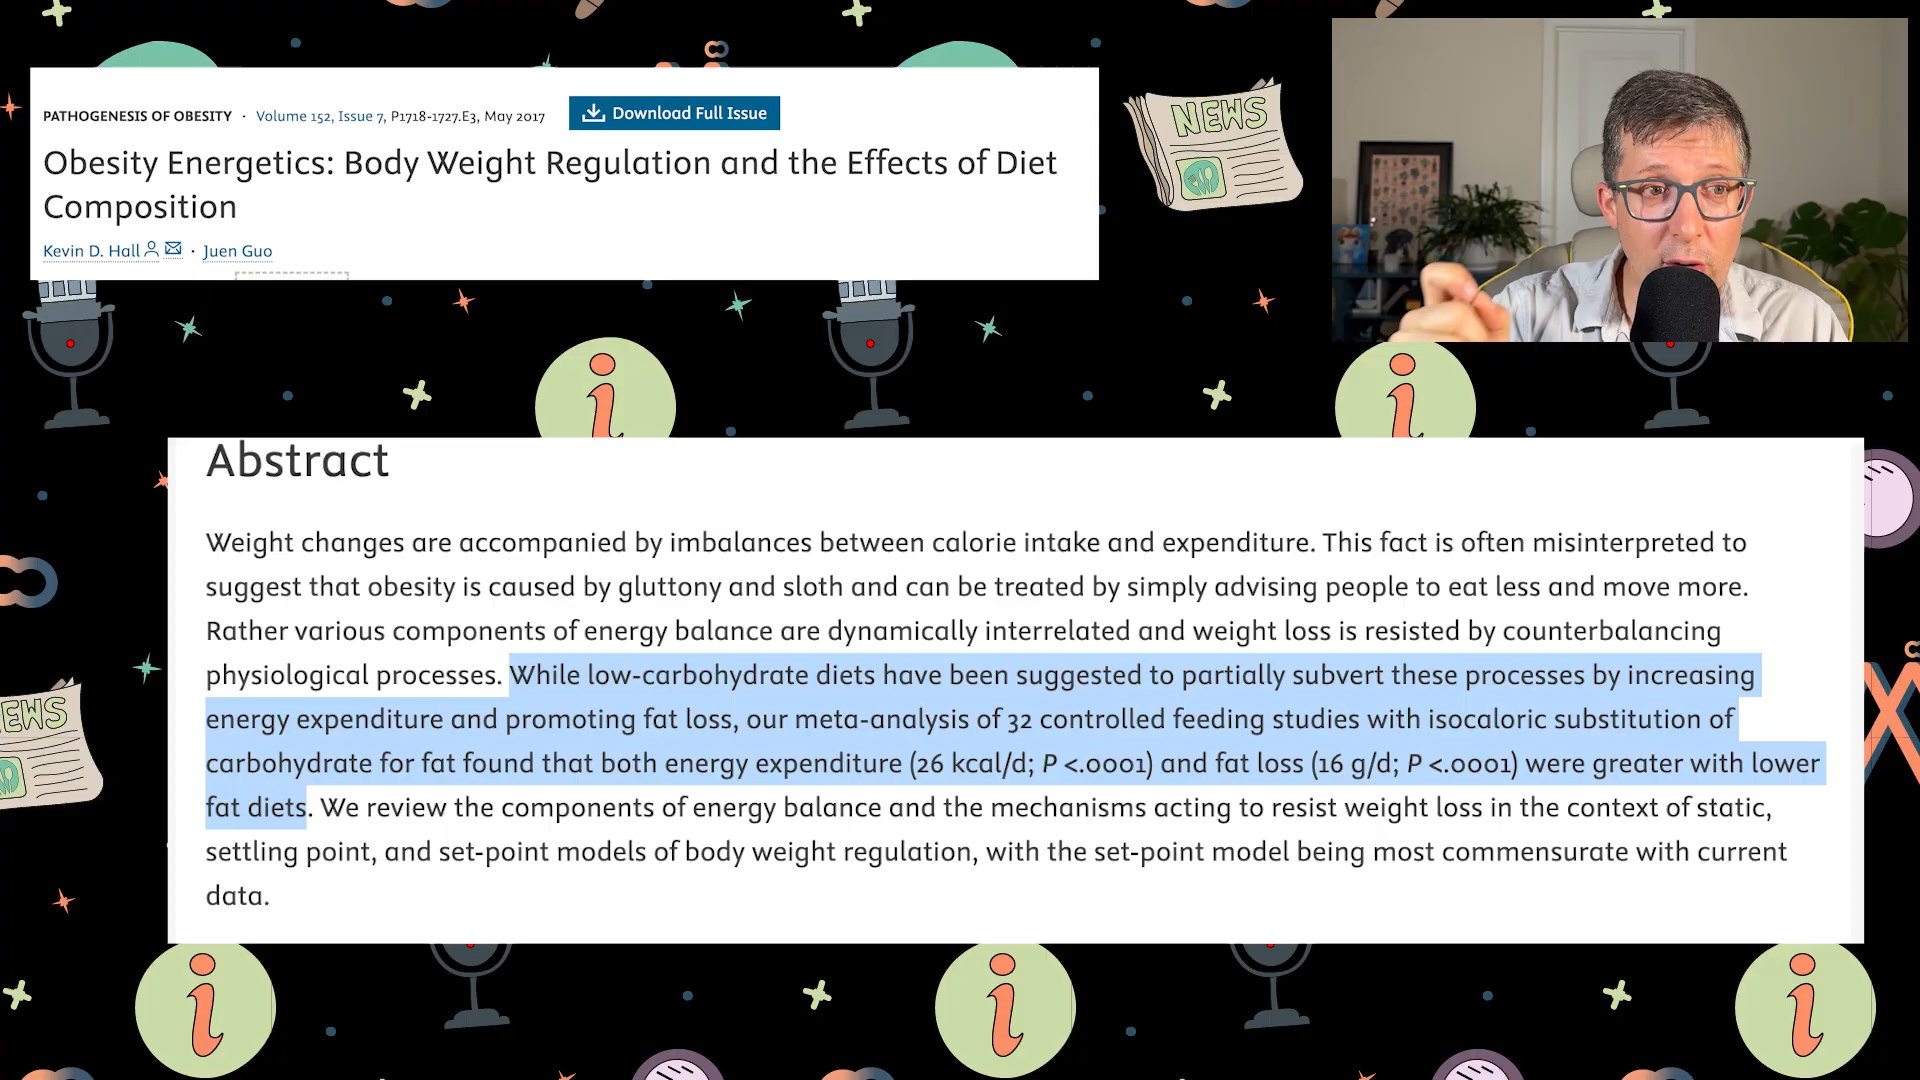 PATHOGENESIS OF OBESITY · Volume 152, Issue 7, P1718-1727.E3, May 2017
Download Full Issue
Obesity Energetics: Body Weight Regulation and the Effects of Diet
Composition
Kevin D. Hall · Juen Guo
NEWS
i
i
Abstract
Weight changes are accompanied by imbalances between calorie intake and expenditure. This fact is often misinterpreted to
suggest that obesity is caused by gluttony and sloth and can be treated by simply advising people to eat less and move more.
Rather various components of energy balance are dynamically interrelated and weight loss is resisted by counterbalancing
physiological processes. While low-carbohydrate diets have been suggested to partially subvert these processes by increasing
energy expenditure and promoting fat loss, our meta-analysis of 32 controlled feeding studies with isocaloric substitution of
carbohydrate for fat found that both energy expenditure (26 kcal/d; P <.0001) and fat loss (16 g/d; P <.0001) were greater with lower
fat diets. We review the components of energy balance and the mechanisms acting to resist weight loss in the context of static,
settling point, and set-point models of body weight regulation, with the set-point model being most commensurate with current
data.
EWS
i
i
i